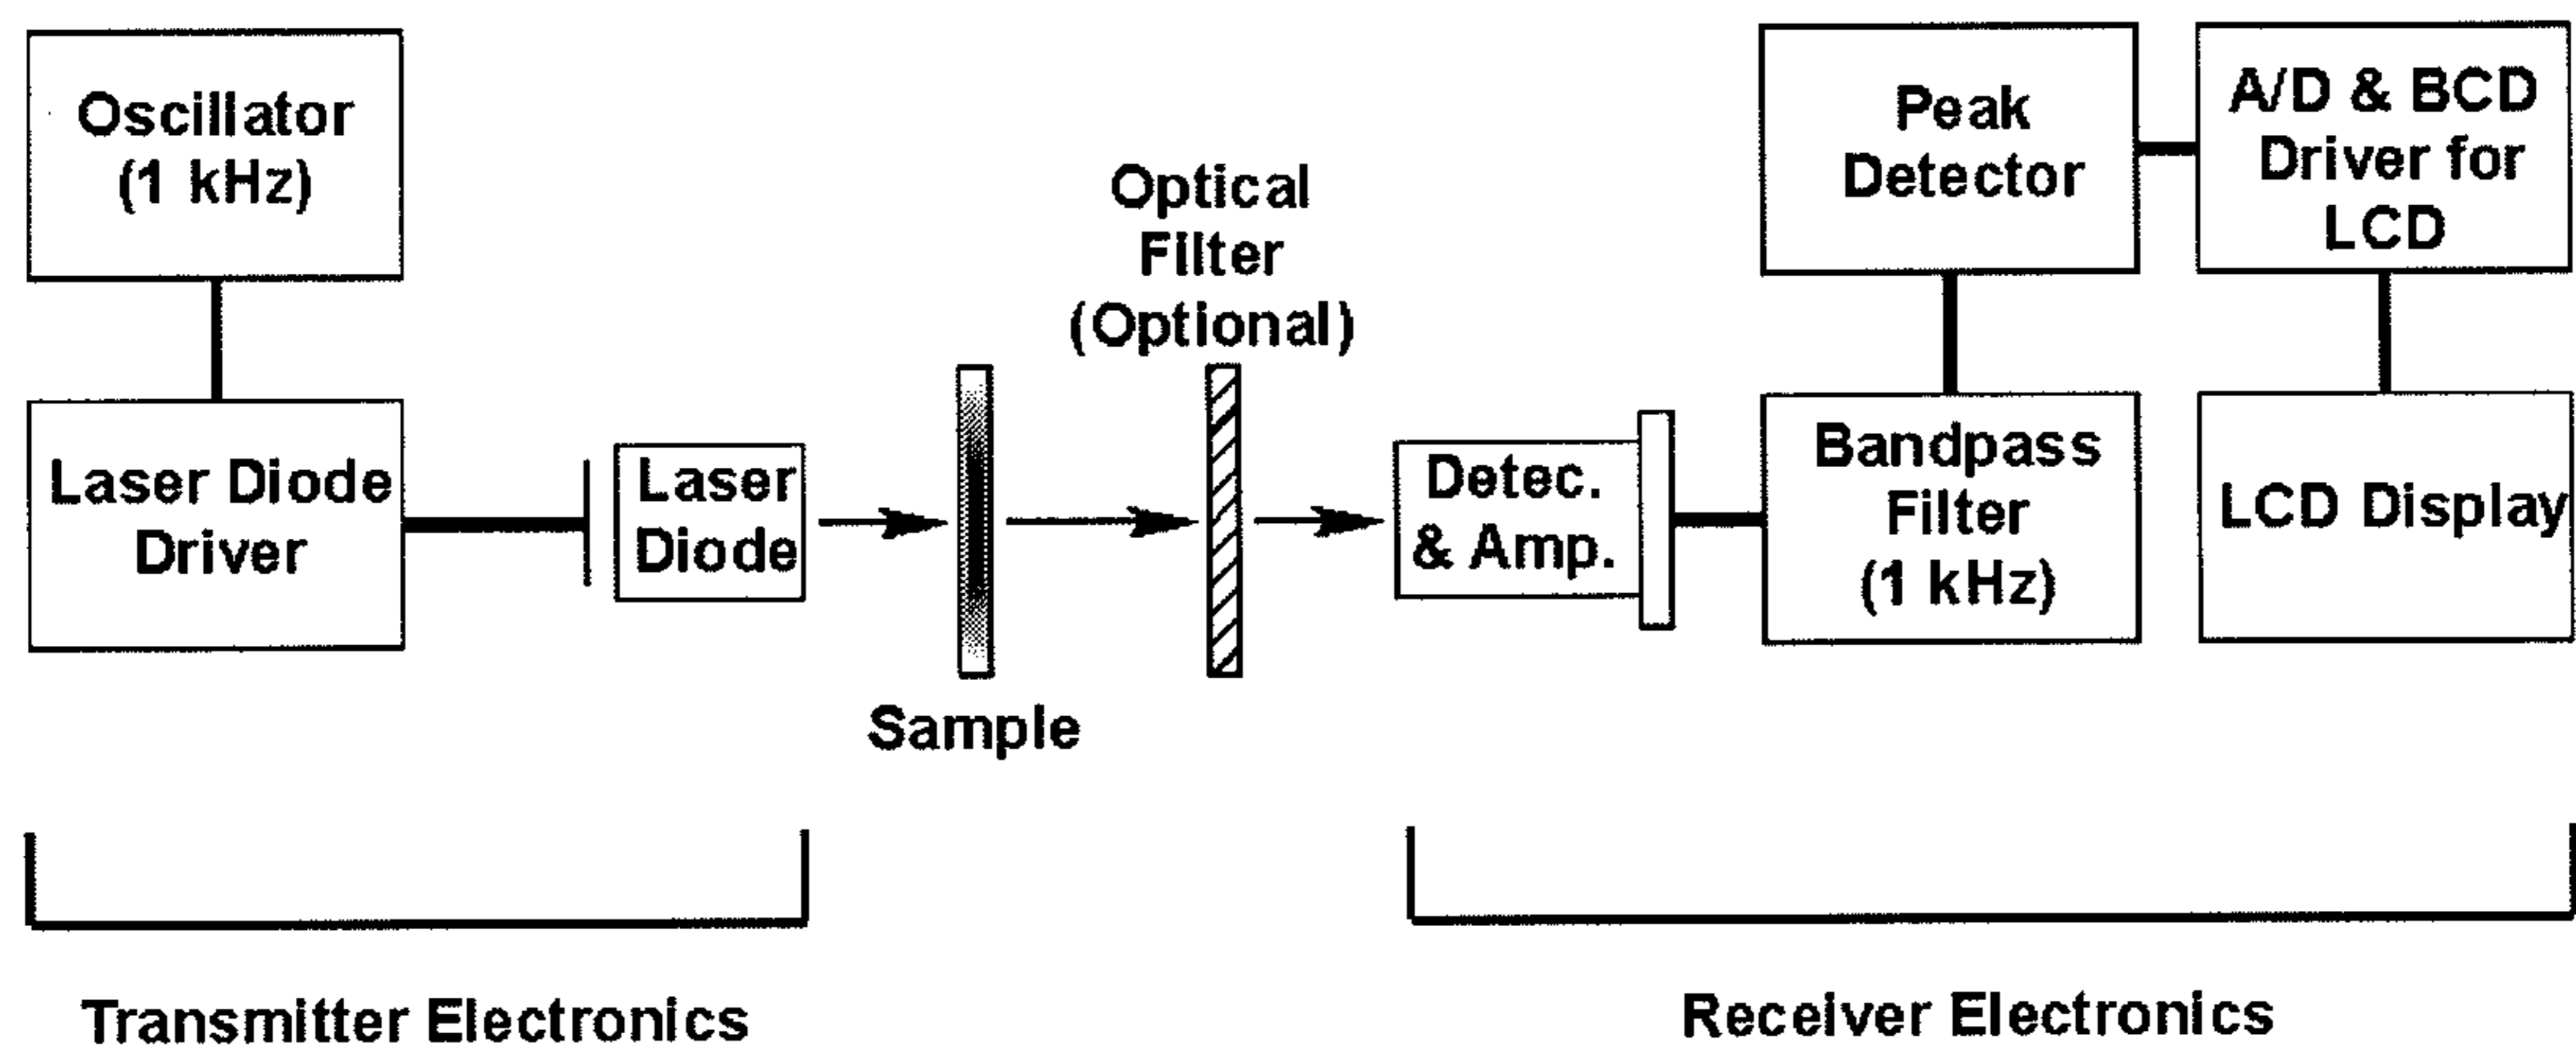 Oscillator
(1 kHz)
Laser Diode
Driver
Laser
Diode
Sample
Optical
Filter
(Optional)
Detec.
& Amp.
Bandpass
Filter
(1 kHz)
Peak
Detector
A/D & BCD
Driver for
LCD
LCD Display
Transmitter Electronics
Receiver Electronics